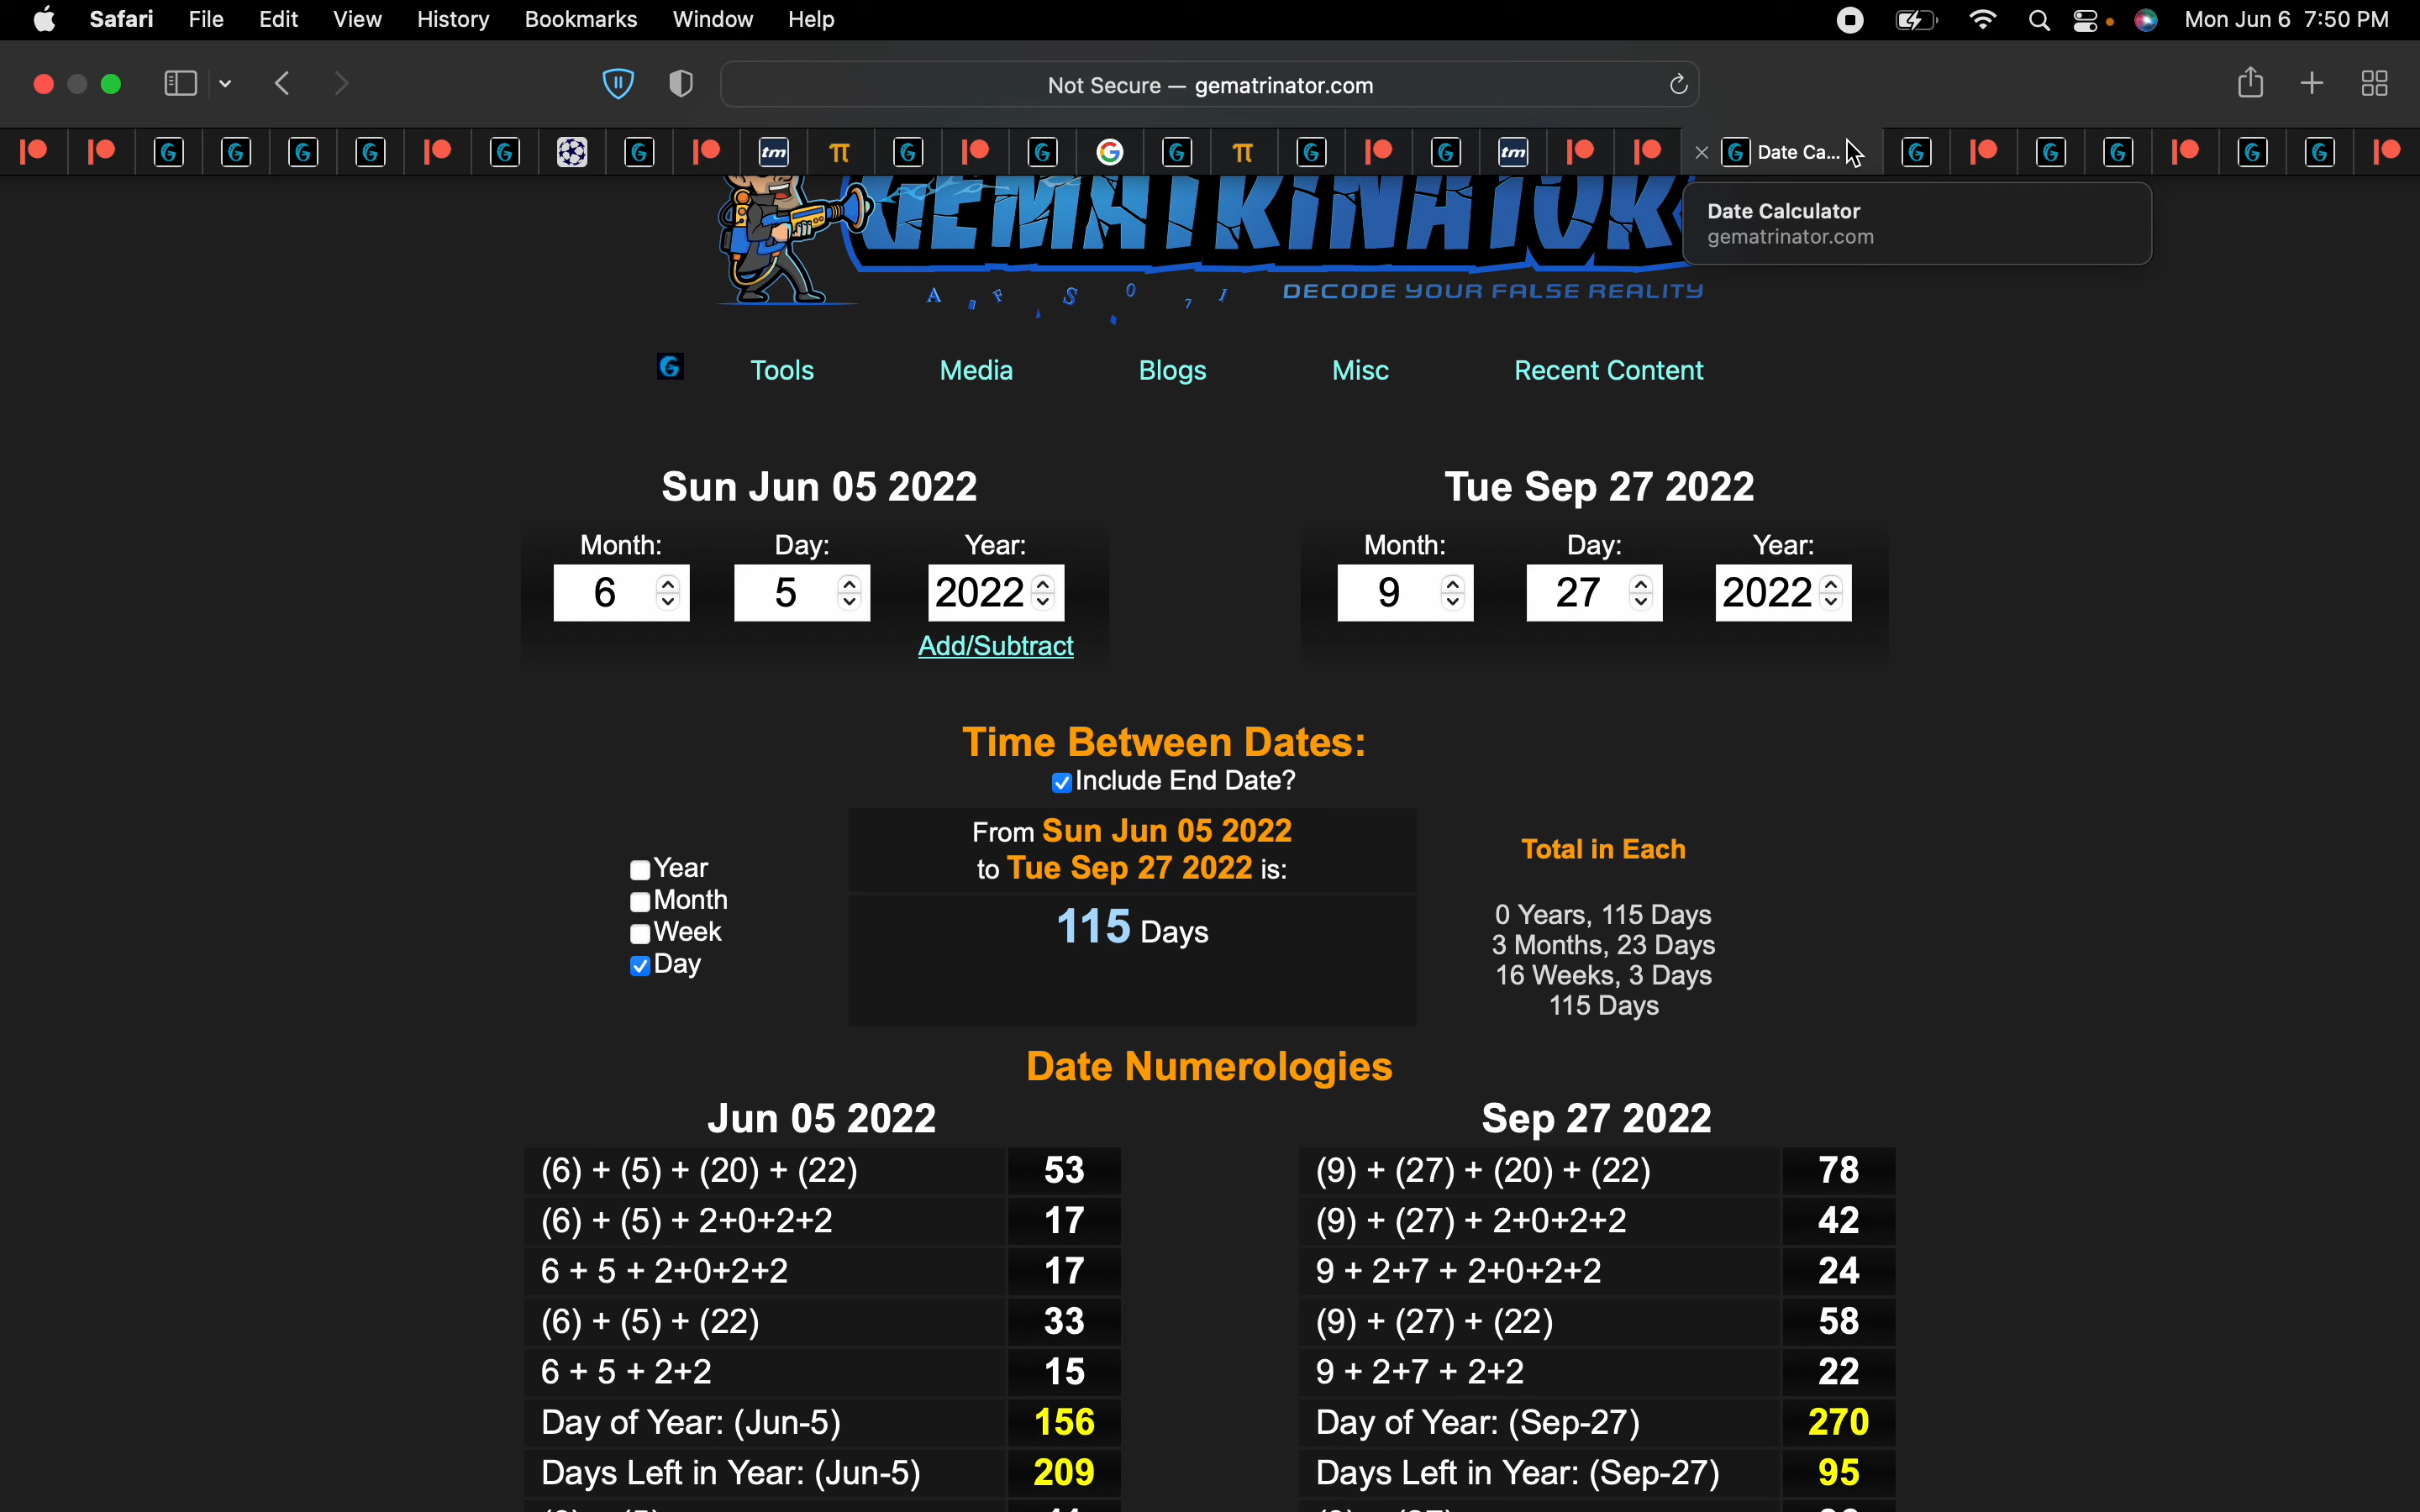 Safari File Edit View History Bookmarks Window Help Mon Jun 6 7:50 PM
Not Secure — gematrinator.com
tm π G π tm Date Ca...
Date Calculator
gematrinator.com
GEMATRINATOR
A F S O 7 I DECODE YOUR FALSE REALITY
G Tools Media Blogs Misc Recent Content
Sun Jun 05 2022 Tue Sep 27 2022
Month: Day: Year: Month: Day: Year:
6 5 2022 9 27 2022
Add/Subtract
Time Between Dates:
Include End Date?
From Sun Jun 05 2022
to Tue Sep 27 2022 is:
115 Days
Year
Month
Week
Day
Total in Each
0 Years, 115 Days
3 Months, 23 Days
16 Weeks, 3 Days
115 Days
Date Numerologies
Jun 05 2022 Sep 27 2022
(6) + (5) + (20) + (22) 53 (9) + (27) + (20) + (22) 78
(6) + (5) + 2+0+2+2 17 (9) + (27) + 2+0+2+2 42
6 + 5 + 2+0+2+2 17 9 + 2+7 + 2+0+2+2 24
(6) + (5) + (22) 33 (9) + (27) + (22) 58
6 + 5 + 2+2 15 9 + 2+7 + 2+2 22
Day of Year: (Jun-5) 156 Day of Year: (Sep-27) 270
Days Left in Year: (Jun-5) 209 Days Left in Year: (Sep-27) 95